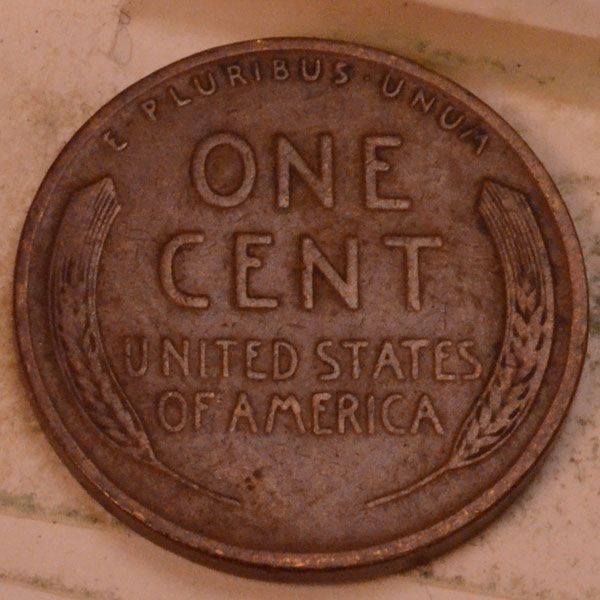 E · PLURIBUS · UNUM
ONE
CENT
UNITED STATES
OF AMERICA